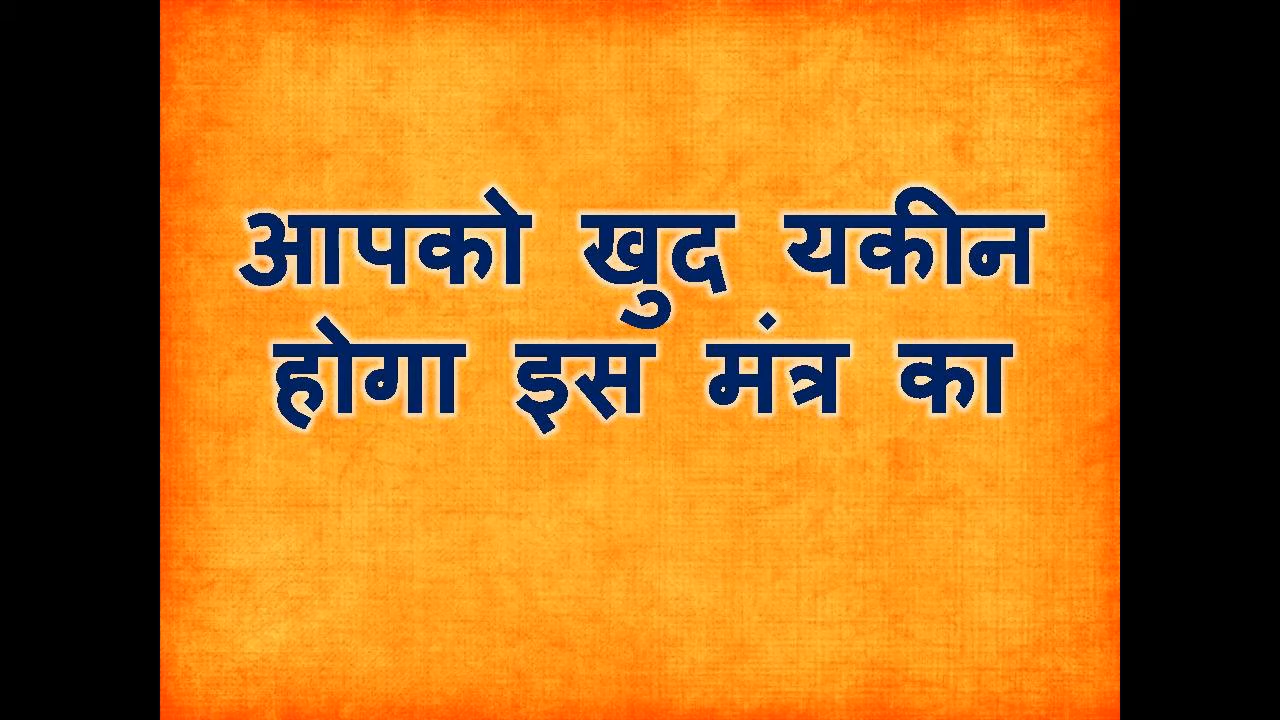 आपको खुद यकीन
होगा इस मंत्र का